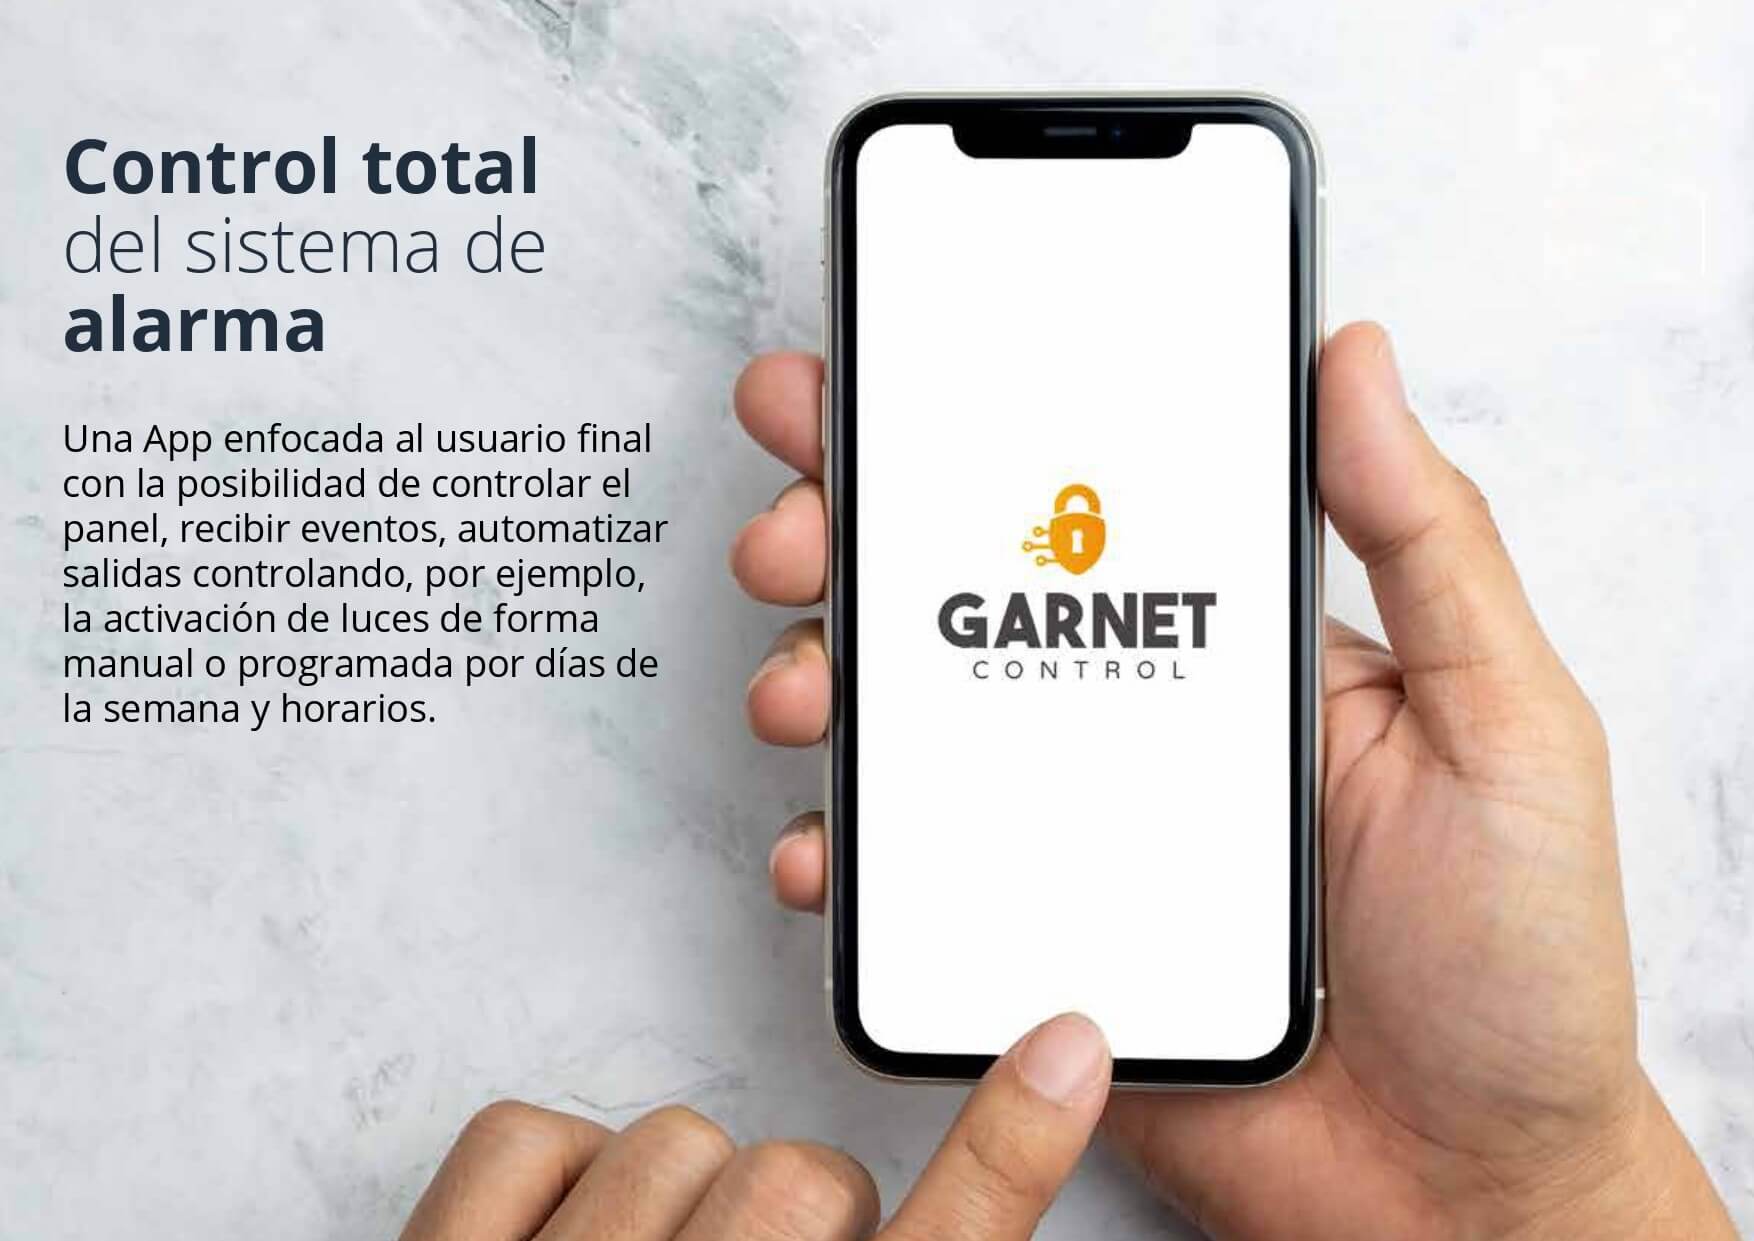 Control total
del sistema de
alarma
Una App enfocada al usuario final
con la posibilidad de controlar el
panel, recibir eventos, automatizar
salidas controlando, por ejemplo,
la activación de luces de forma
manual o programada por días de
la semana y horarios.
GARNET
CONTROL